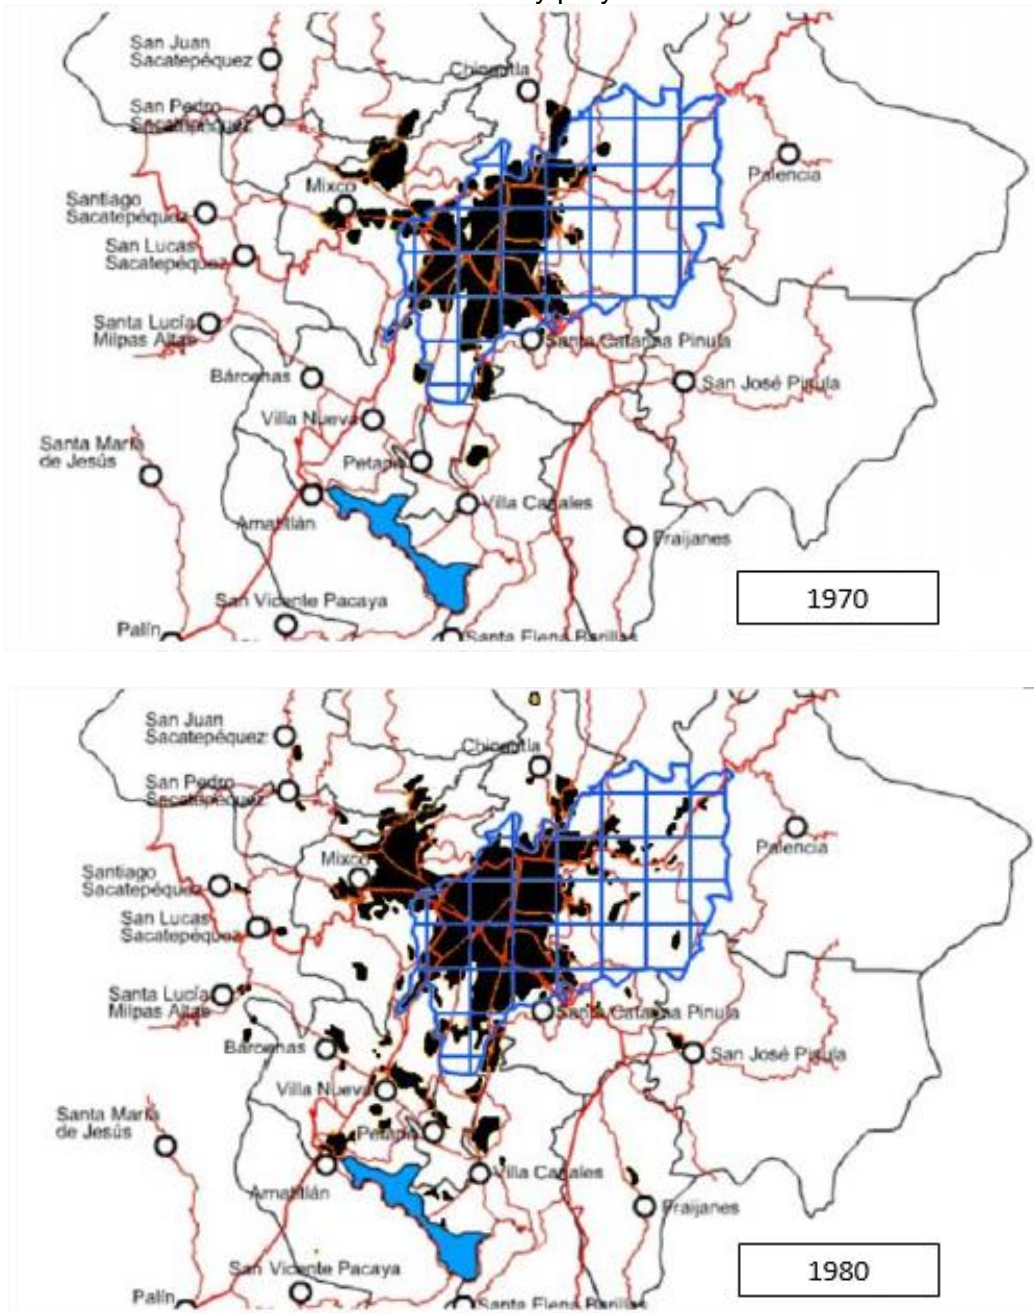 San Juan
Sacatepéquez
Chinautla
San Pedro
Sacatepéquez
Palencia
Mixco
Santiago
Sacatepéquez
San Lucas
Sacatepéquez
Santa Lucía
Milpas Altas
Santa Catarina Pinula
Bárcenas
San José Pinula
Villa Nueva
Santa María
de Jesús
Petapa
Villa Canales
Amatitlán
Fraijanes
San Vicente Pacaya
1970
Palín
Santa Elena Barillas
San Juan
Sacatepéquez
Chinautla
San Pedro
Sacatepéquez
Palencia
Mixco
Santiago
Sacatepéquez
San Lucas
Sacatepéquez
Santa Lucía
Milpas Altas
Santa Catarina Pinula
Bárcenas
San José Pinula
Villa Nueva
Santa María
de Jesús
Petapa
Villa Canales
Amatitlán
Fraijanes
San Vicente Pacaya
1980
Palín
Santa Elena Barillas